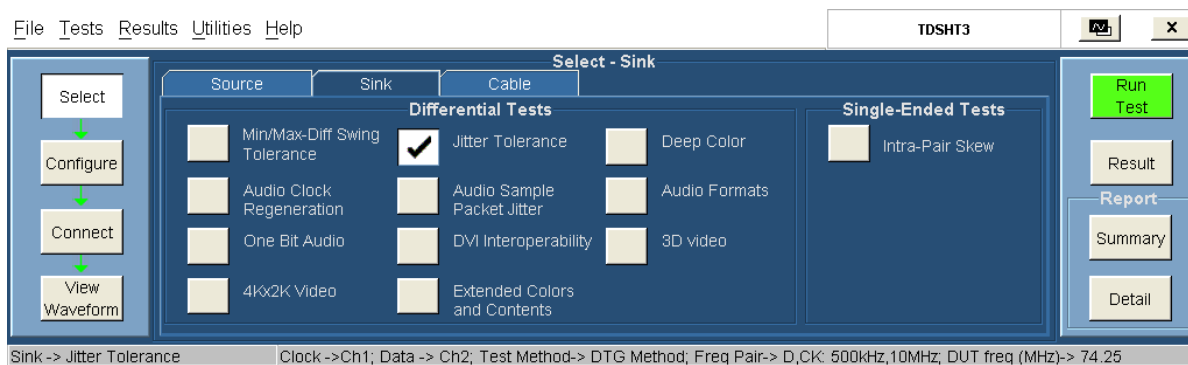 File Tests Results Utilities Help
TDSHT3
x
Select - Sink
Source
Sink
Cable
Select
Configure
Connect
View
Waveform
Differential Tests
Min/Max-Diff Swing
Tolerance
Jitter Tolerance
Deep Color
Audio Clock
Regeneration
Audio Sample
Packet Jitter
Audio Formats
One Bit Audio
DVI Interoperability
3D video
4Kx2K Video
Extended Colors
and Contents
Single-Ended Tests
Intra-Pair Skew
Run
Test
Result
Report
Summary
Detail
Sink -> Jitter Tolerance
Clock ->Ch1; Data -> Ch2; Test Method-> DTG Method; Freq Pair-> D,CK: 500kHz,10MHz; DUT freq (MHz)-> 74.25